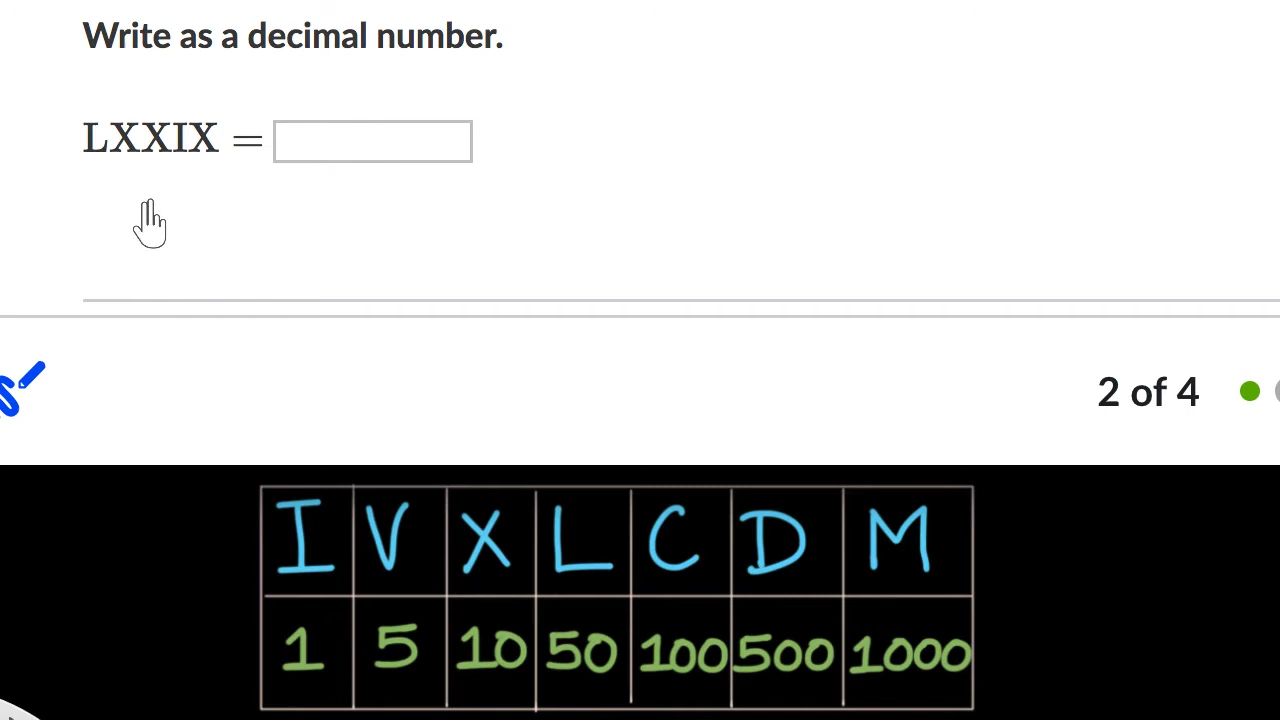 Write as a decimal number.
LXXIX =
2 of 4
I V X L C D M
1 5 10 50 100 500 1000